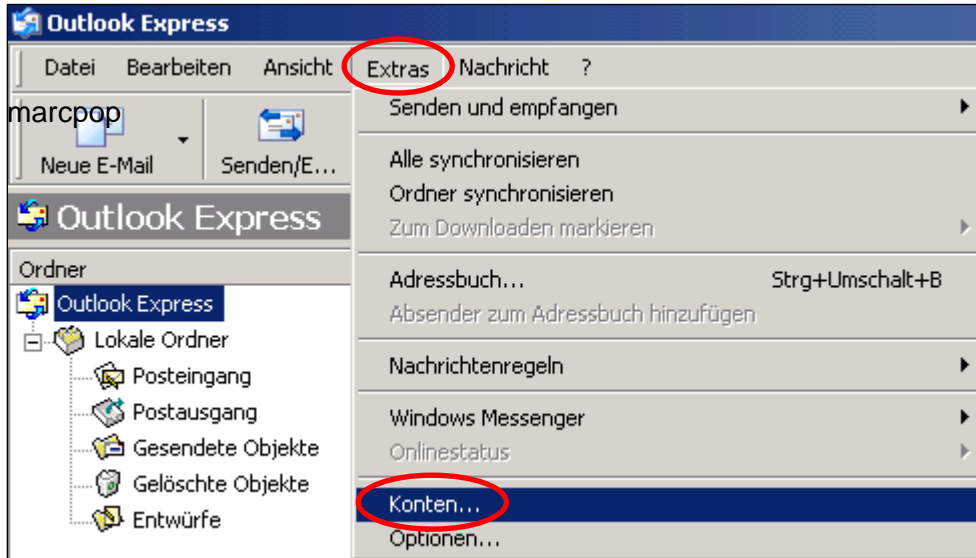 Outlook Express
Datei Bearbeiten Ansicht Extras Nachricht ?
marcpop
Neue E-Mail Senden/E...
Outlook Express
Ordner
Outlook Express
Lokale Ordner
Posteingang
Postausgang
Gesendete Objekte
Gelöschte Objekte
Entwürfe
Senden und empfangen
Alle synchronisieren
Ordner synchronisieren
Zum Downloaden markieren
Adressbuch... Strg+Umschalt+B
Absender zum Adressbuch hinzufügen
Nachrichtenregeln
Windows Messenger
Onlinestatus
Konten...
Optionen...